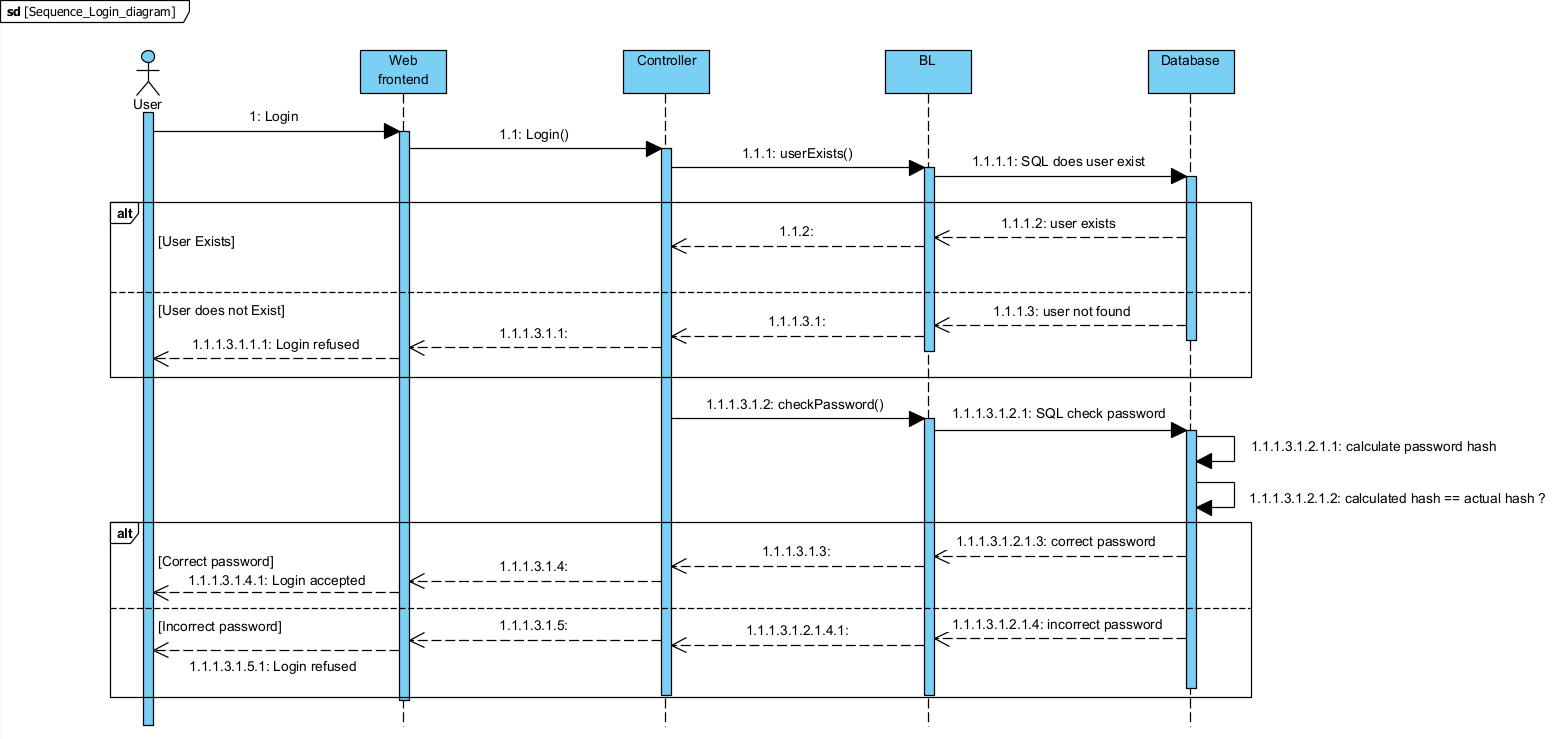 sd [Sequence_Login_diagram]
User
Web
frontend
Controller
BL
Database
1: Login
1.1: Login()
1.1.1: userExists()
1.1.1.1: SQL does user exist
alt
[User Exists]
1.1.2:
1.1.1.2: user exists
[User does not Exist]
1.1.1.3: user not found
1.1.1.3.1:
1.1.1.3.1.1:
1.1.1.3.1.1.1: Login refused
1.1.1.3.1.2: checkPassword()
1.1.1.3.1.2.1: SQL check password
1.1.1.3.1.2.1.1: calculate password hash
1.1.1.3.1.2.1.2: calculated hash == actual hash ?
alt
[Correct password]
1.1.1.3.1.2.1.3: correct password
1.1.1.3.1.3:
1.1.1.3.1.4:
1.1.1.3.1.4.1: Login accepted
[Incorrect password]
1.1.1.3.1.2.1.4: incorrect password
1.1.1.3.1.2.1.4.1:
1.1.1.3.1.5:
1.1.1.3.1.5.1: Login refused